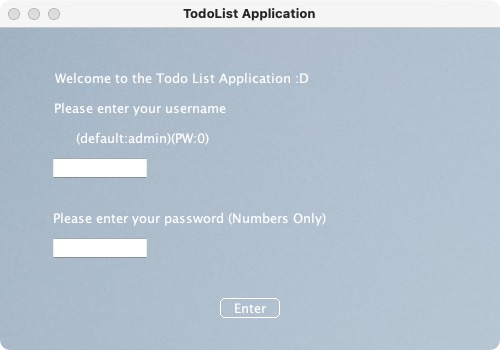 TodoList Application
Welcome to the Todo List Application :D
Please enter your username
(default:admin)(PW:0)
Please enter your password (Numbers Only)
Enter